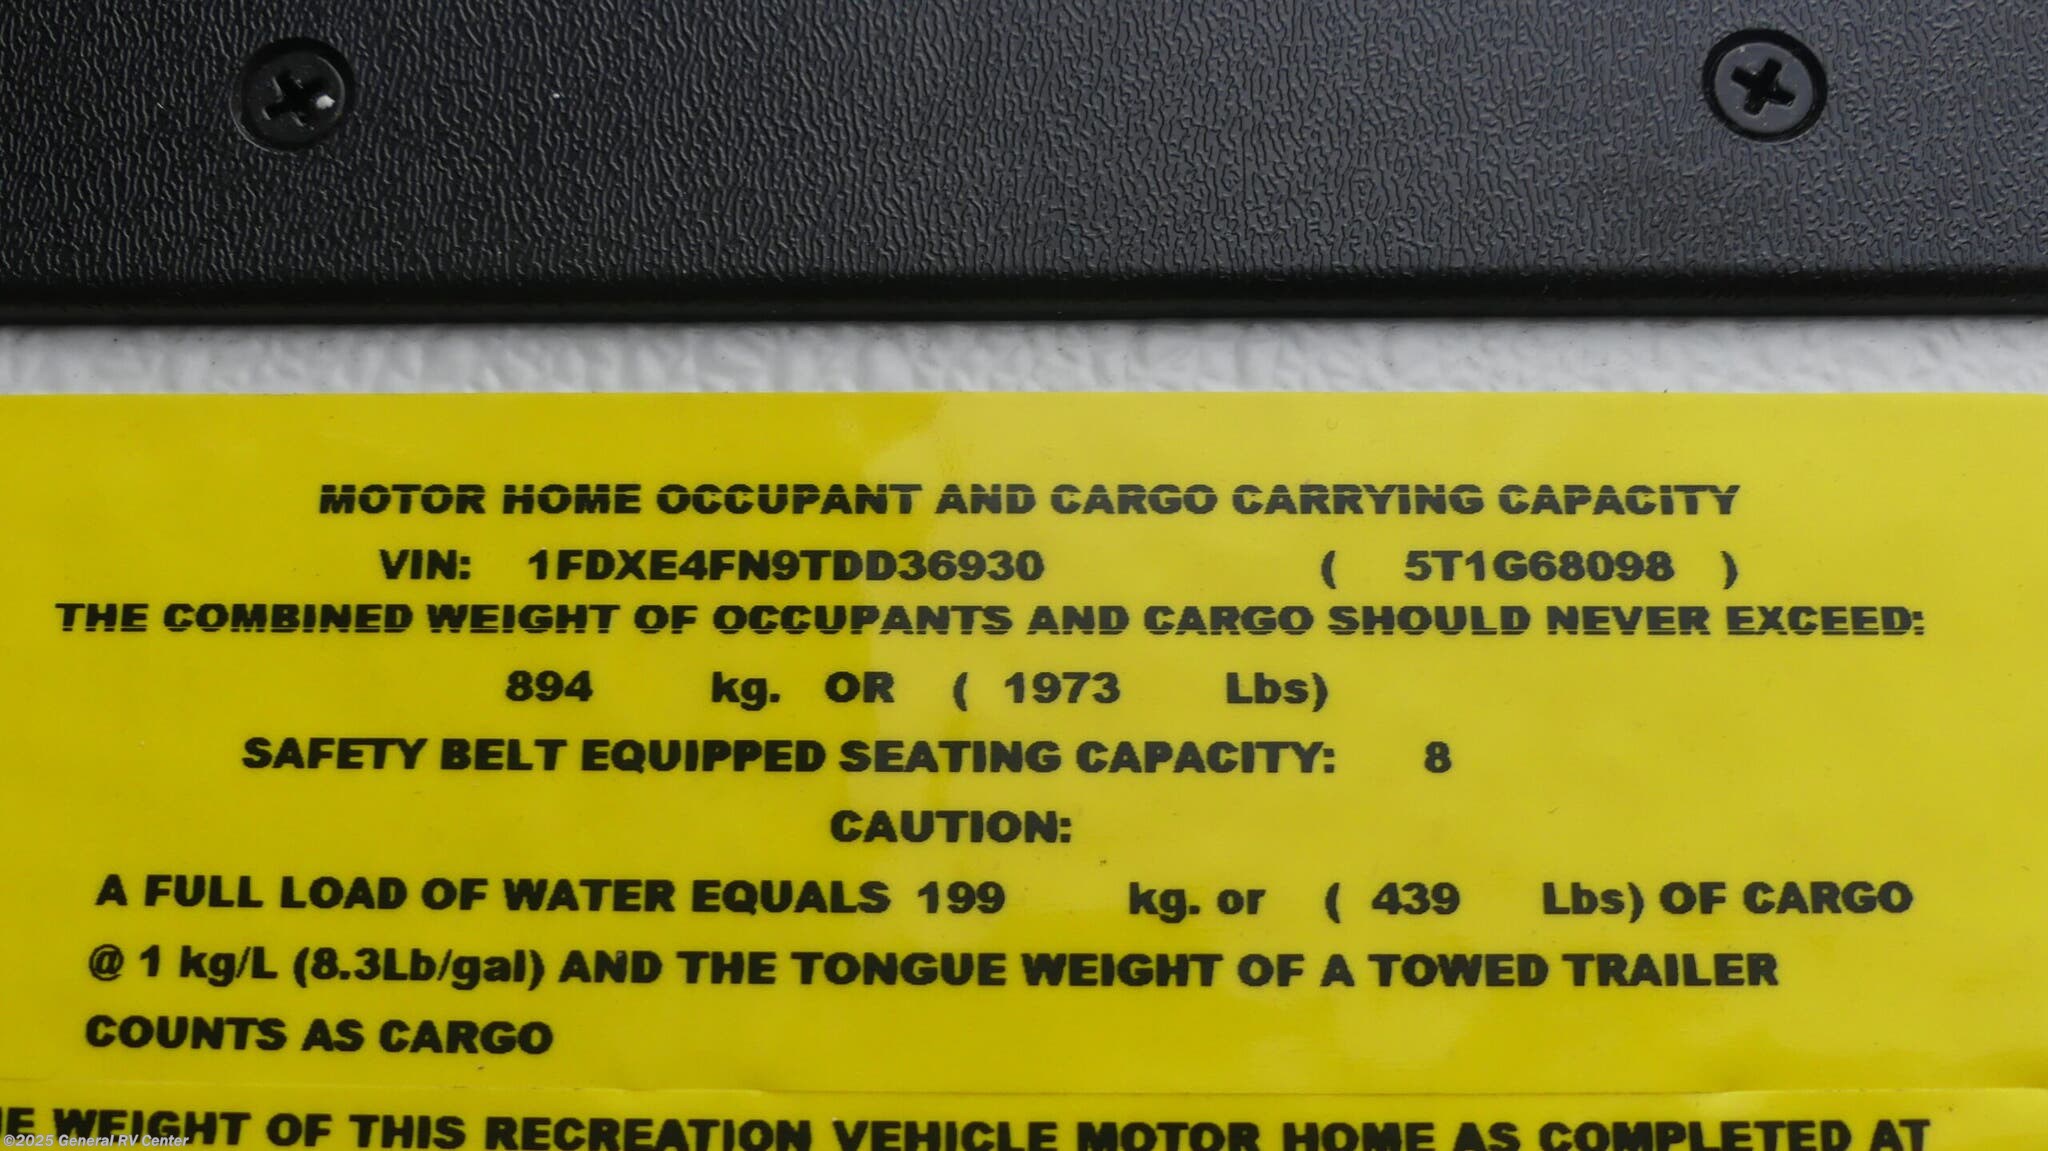 MOTOR HOME OCCUPANT AND CARGO CARRYING CAPACITY
VIN: 1FDXE4FN9TDD36930 ( 5T1G68098 )
THE COMBINED WEIGHT OF OCCUPANTS AND CARGO SHOULD NEVER EXCEED:
894 kg. OR ( 1973 Lbs)
SAFETY BELT EQUIPPED SEATING CAPACITY: 8
CAUTION:
A FULL LOAD OF WATER EQUALS 199 kg. or ( 439 Lbs) OF CARGO
@ 1 kg/L (8.3Lb/gal) AND THE TONGUE WEIGHT OF A TOWED TRAILER
COUNTS AS CARGO
WEIGHT OF THIS RECREATION VEHICLE MOTOR HOME AS COMPLETED AT
©2025 General RV Center